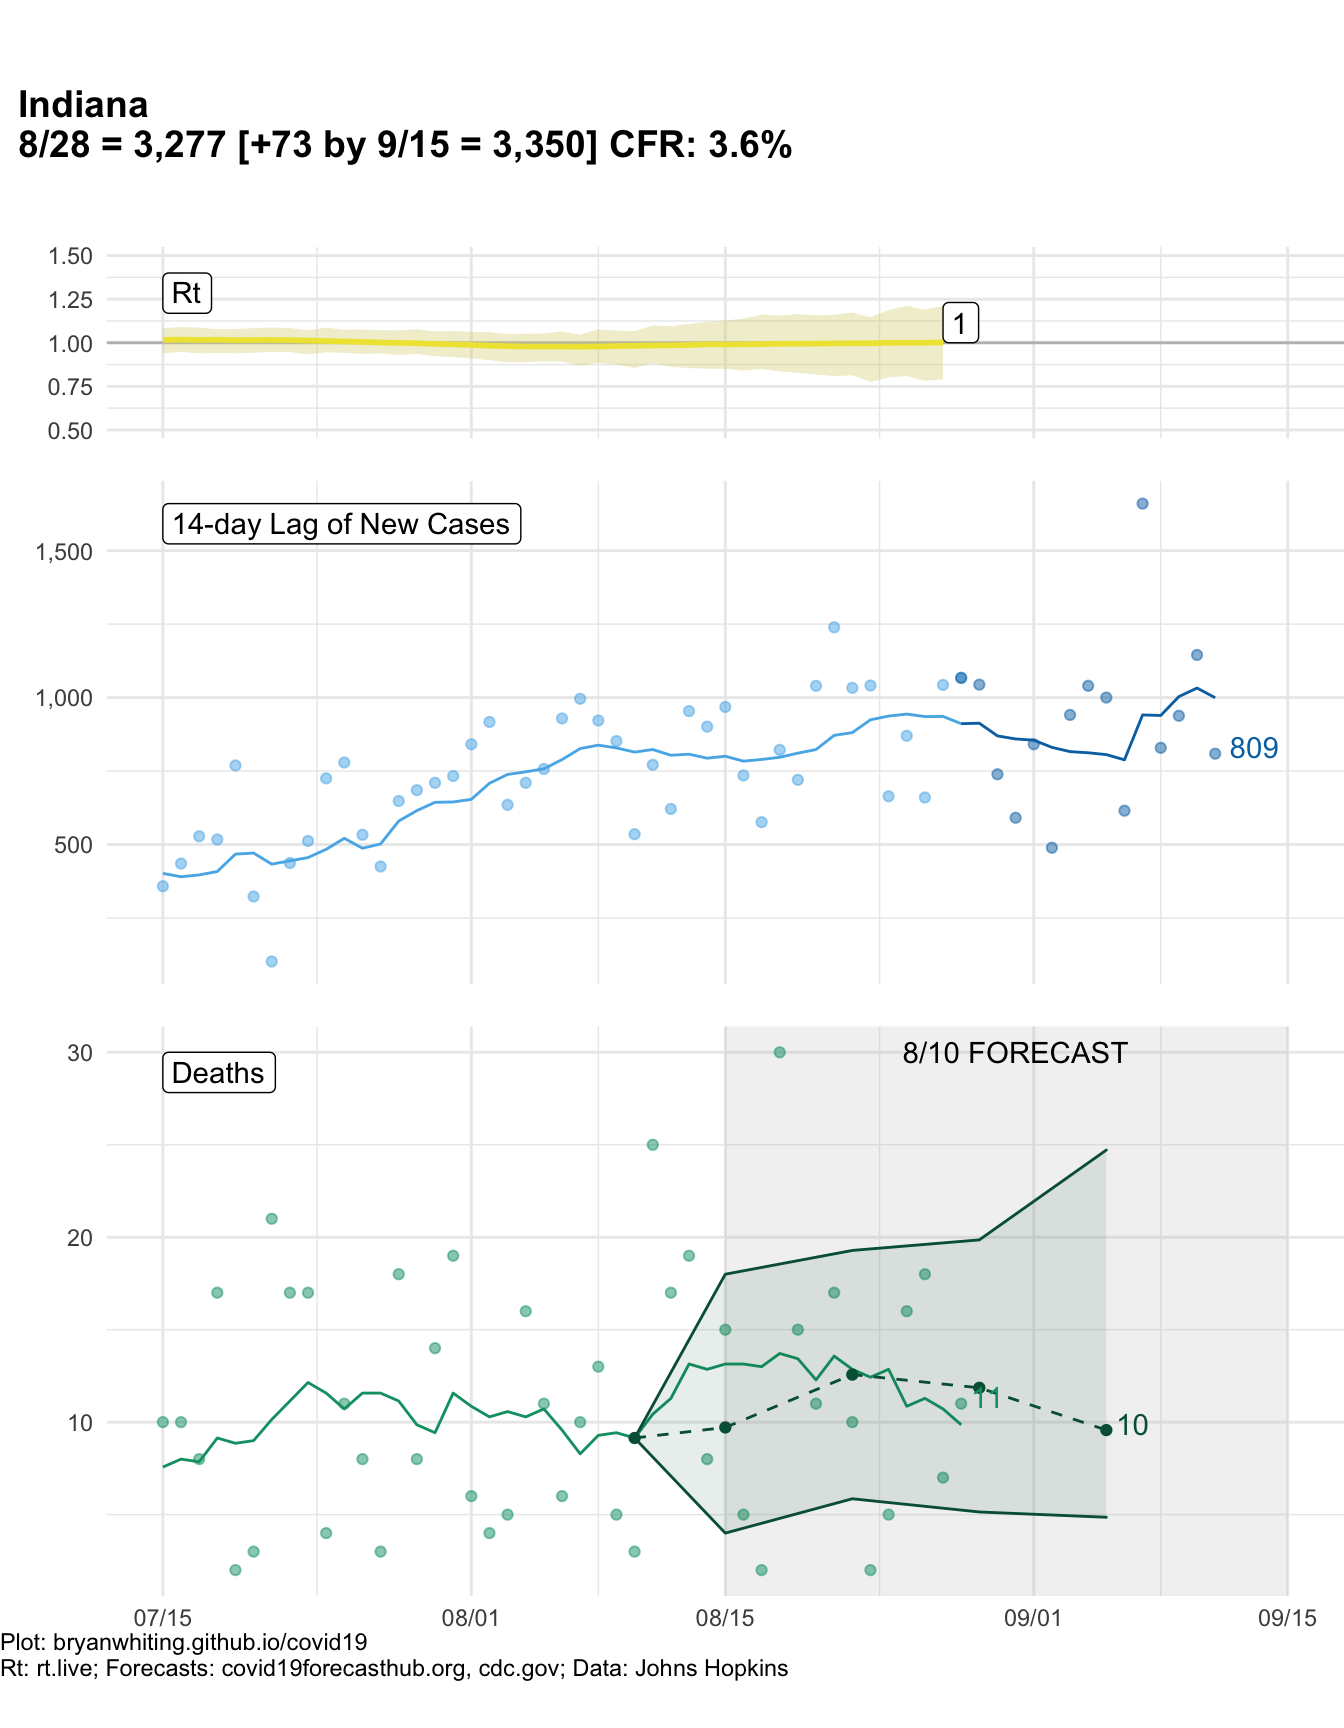 Indiana
8/28 = 3,277 [+73 by 9/15 = 3,350] CFR: 3.6%
1.50
Rt
1.25
1
1.00
0.75
0.50
14-day Lag of New Cases
1,500
1,000
809
500
30
8/10 FORECAST
Deaths
20
11
10
10
07/15 08/01 08/15 09/01 09/15
Plot: bryanwhiting.github.io/covid19
Rt: rt.live; Forecasts: covid19forecasthub.org, cdc.gov; Data: Johns Hopkins